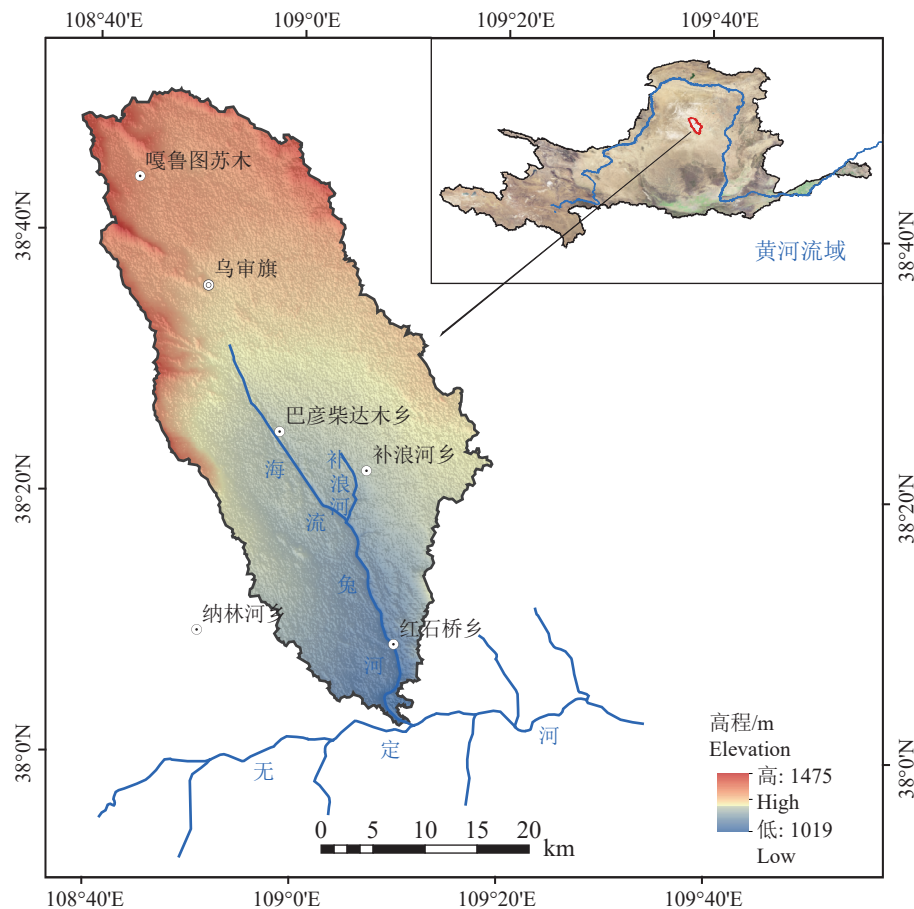 108°40'E
109°0'E
109°20'E
109°40'E
嘎鲁图苏木
乌审旗
黄河流域
38°40'N
38°40'N
巴彦柴达木乡
补浪河乡
海
流
兔
河
补
浪
河
38°20'N
38°20'N
纳林河乡
红石桥乡
无
定
河
38°0'N
38°0'N
高程/m
Elevation
高: 1475
High
低: 1019
Low
0 5 10 15 20
km
108°40'E
109°0'E
109°20'E
109°40'E